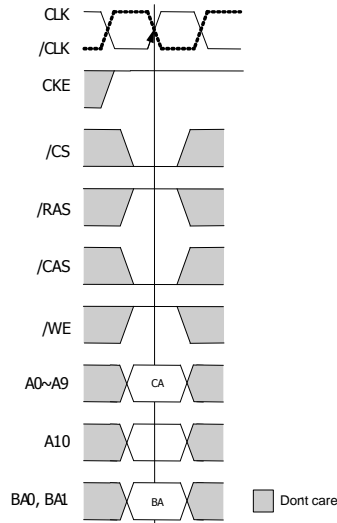 CLK
/CLK
CKE
/CS
/RAS
/CAS
/WE
A0~A9
CA
A10
BA0, BA1
BA
Dont care